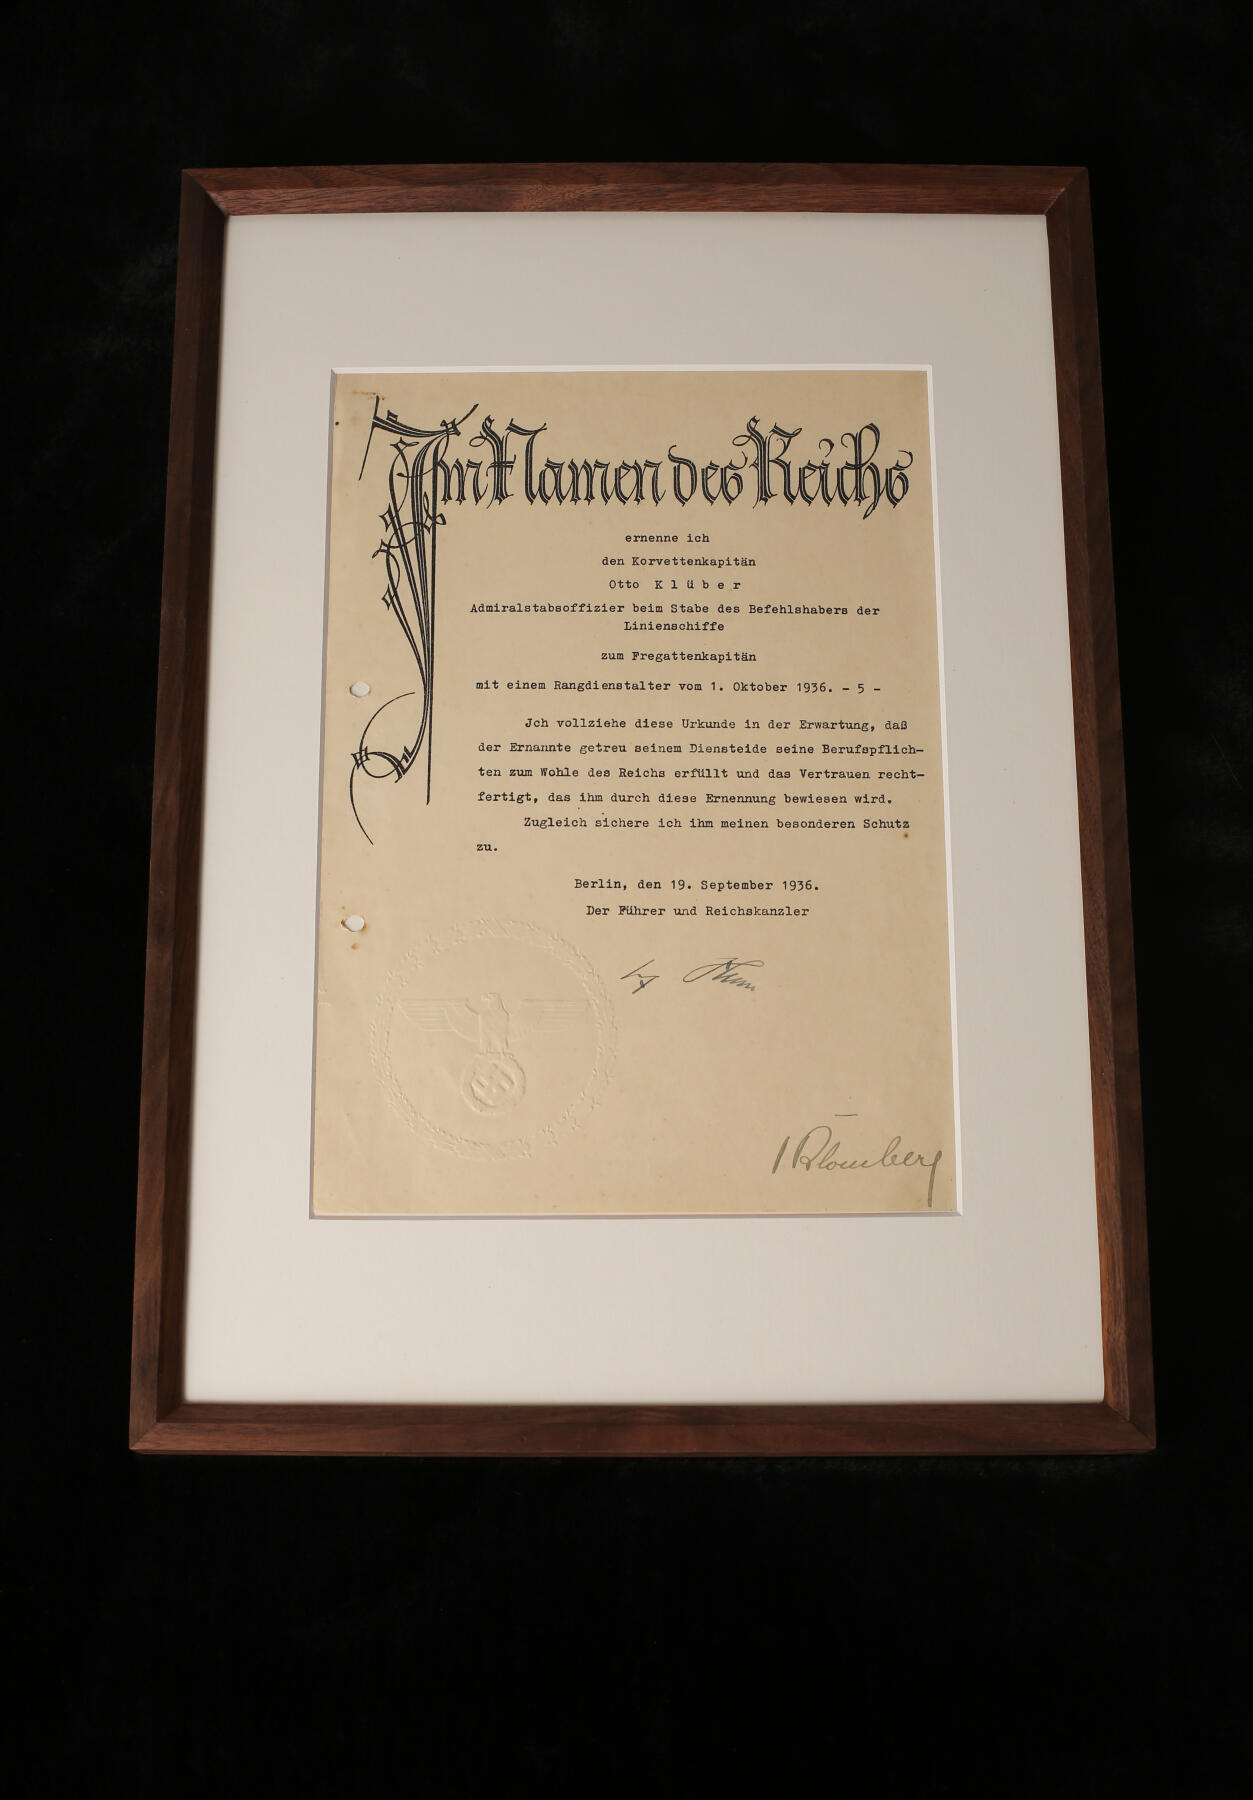 Im Namen des Reichs
ernenne ich
den Korvettenkapitän
Otto K l ü b e r
Admiralstabsoffizier beim Stabe des Befehlshabers der
Linienschiffe
zum Fregattenkapitän
mit einem Rangdienstalter vom 1. Oktober 1936. - 5 -
Jch vollziehe diese Urkunde in der Erwartung, daß
der Ernannte getreu seinem Diensteide seine Berufspflich-
ten zum Wohle des Reichs erfüllt und das Vertrauen recht-
fertigt, das ihm durch diese Ernennung bewiesen wird.
Zugleich sichere ich ihm meinen besonderen Schutz
zu.
Berlin, den 19. September 1936.
Der Führer und Reichskanzler
Blomberg